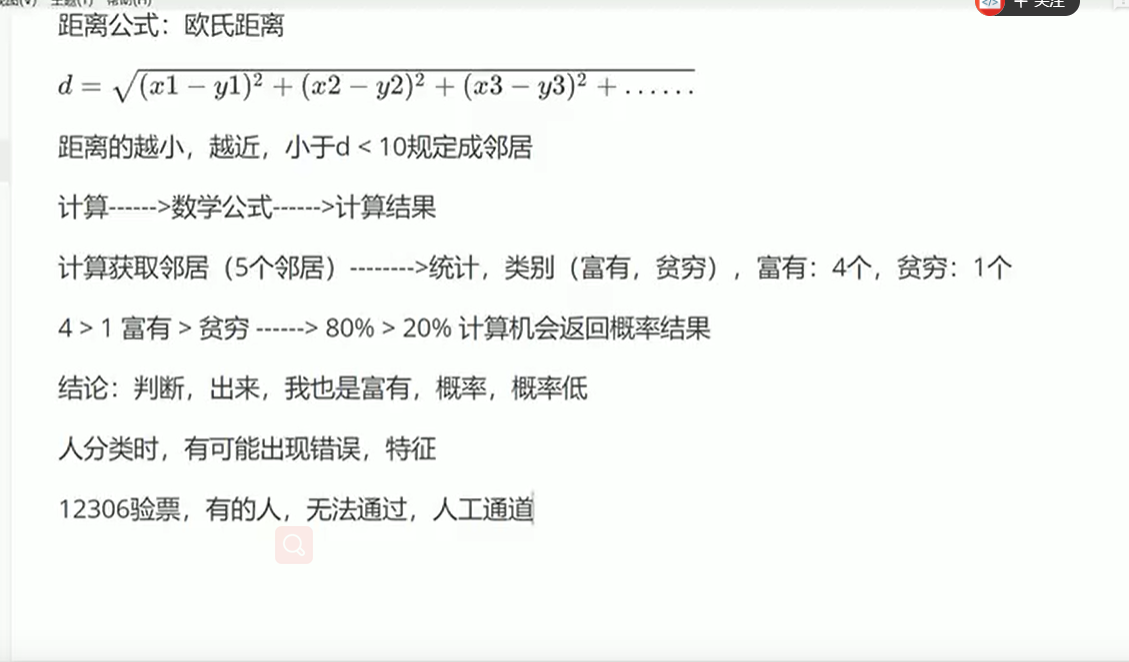 主题(T) 帮助(H)
关注
距离公式：欧氏距离
d = √(x1 − y1)² + (x2 − y2)² + (x3 − y3)² + ......
距离的越小，越近，小于d < 10规定成邻居
计算------>数学公式------>计算结果
计算获取邻居（5个邻居）-------->统计，类别（富有，贫穷）, 富有：4个，贫穷：1个
4 > 1 富有 > 贫穷 ------> 80% > 20% 计算机会返回概率结果
结论：判断，出来，我也是富有，概率，概率低
人分类时，有可能出现错误，特征
12306验票，有的人，无法通过，人工通道